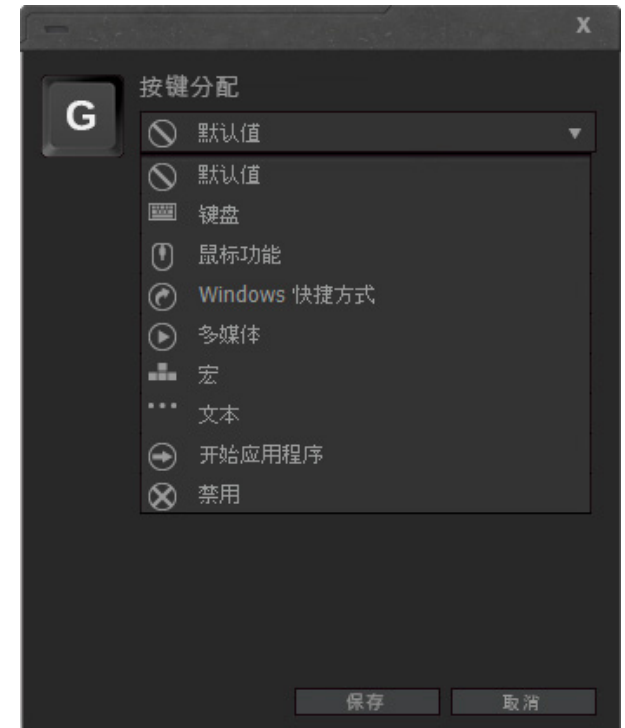 X
G
按键分配
默认值
默认值
键盘
鼠标功能
Windows 快捷方式
多媒体
宏
文本
开始应用程序
禁用
保存
取消